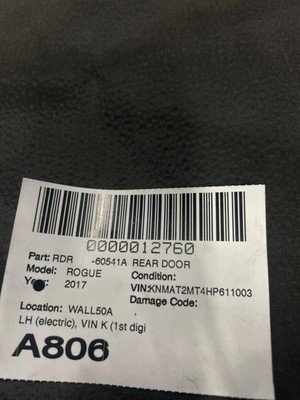 0000012760
Part: RDR -60541A REAR DOOR
Model: ROGUE Condition:
2017 VIN:KNMAT2MT4HP611003
Damage Code:
Location: WALL50A
LH (electric), VIN K (1st digi
A806